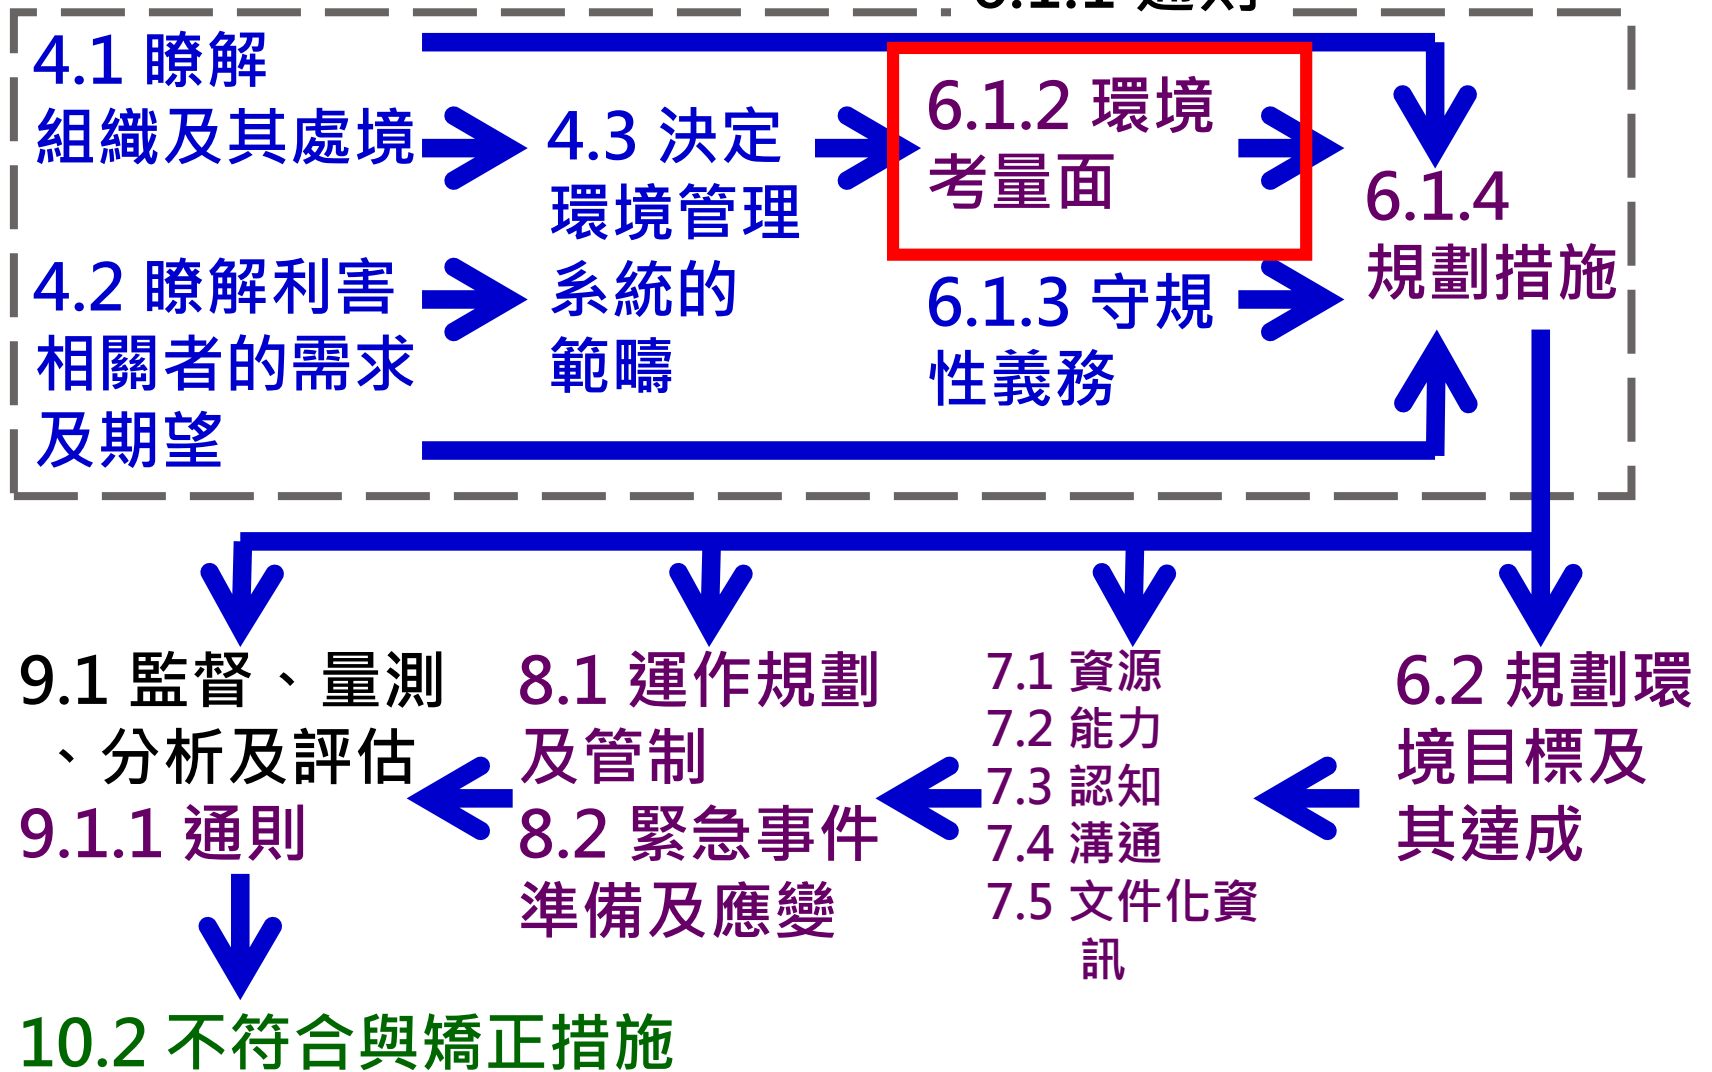 6.1.1 通則
4.1 瞭解
組織及其處境
4.2 瞭解利害
相關者的需求
及期望
4.3 決定
環境管理
系統的
範疇
6.1.2 環境
考量面
6.1.3 守規
性義務
6.1.4
規劃措施
9.1 監督、量測
、分析及評估
9.1.1 通則
8.1 運作規劃
及管制
8.2 緊急事件
準備及應變
7.1 資源
7.2 能力
7.3 認知
7.4 溝通
7.5 文件化資
訊
6.2 規劃環
境目標及
其達成
10.2 不符合與矯正措施